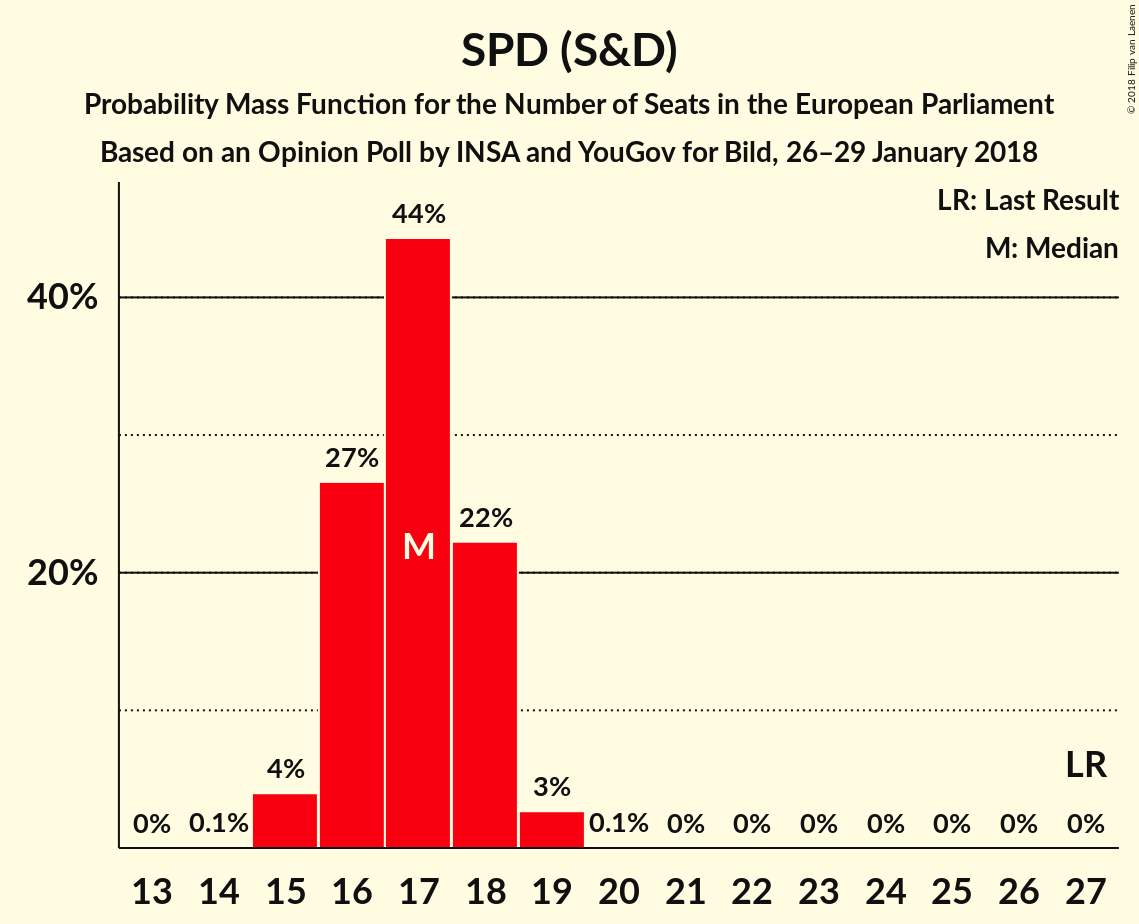 SPD (S&D)
Probability Mass Function for the Number of Seats in the European Parliament
Based on an Opinion Poll by INSA and YouGov for Bild, 26–29 January 2018
© 2018 Filip van Laenen
LR: Last Result
M: Median
40%
20%
0%
0.1%
4%
27%
44%
M
22%
3%
0.1%
0%
0%
0%
0%
0%
0%
0%
LR
13 14 15 16 17 18 19 20 21 22 23 24 25 26 27